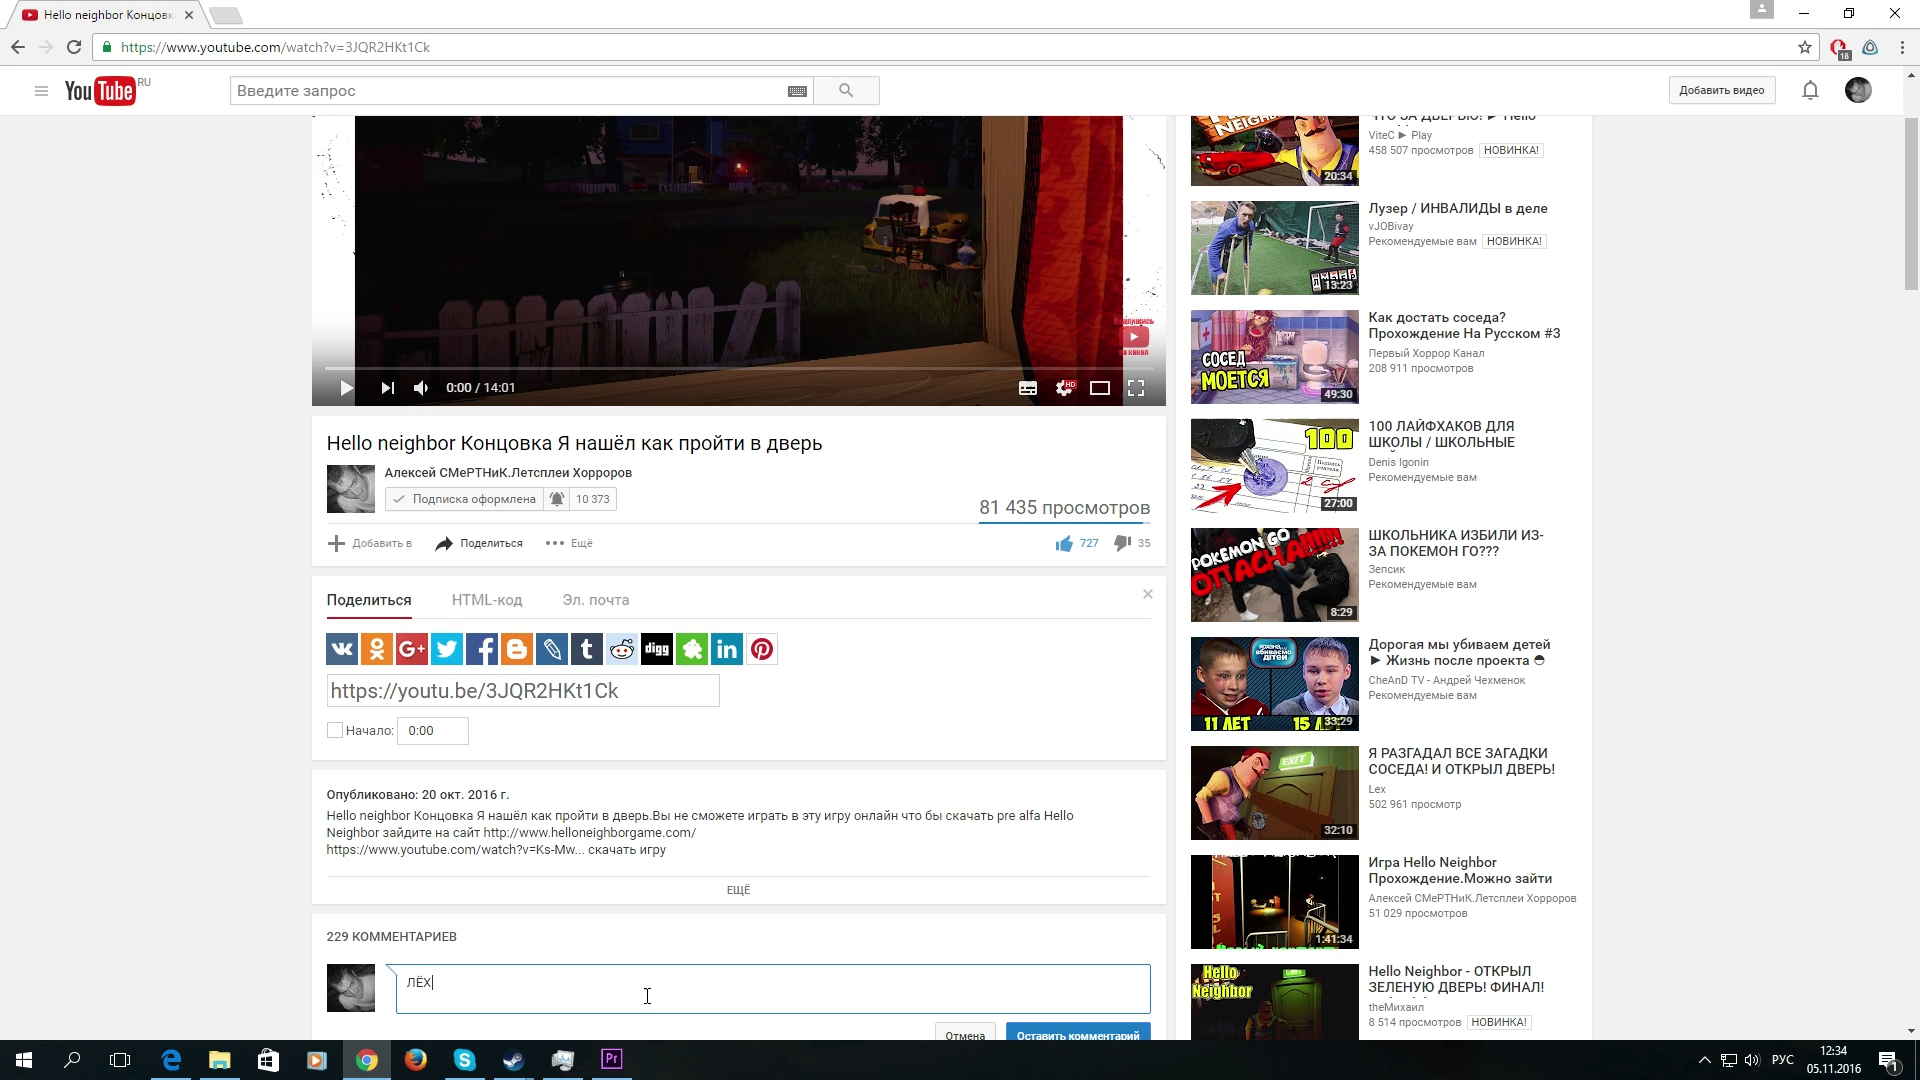 Hello neighbor Концовк
https://www.youtube.com/watch?v=3JQR2HKt1Ck
18
YouTube RU
Введите запрос
Добавить видео
0:00 / 14:01
HD
Hello neighbor Концовка Я нашёл как пройти в дверь
Алексей СМеРТНиК.Летсплеи Хорроров
Подписка оформлена
10 373
81 435 просмотров
Добавить в
Поделиться
Ещё
727
35
Поделиться
HTML-код
Эл. почта
digg
https://youtu.be/3JQR2HKt1Ck
Начало:
0:00
Опубликовано: 20 окт. 2016 г.
Hello neighbor Концовка Я нашёл как пройти в дверь.Вы не сможете играть в эту игру онлайн что бы скачать pre alfa Hello
Neighbor зайдите на сайт http://www.helloneighborgame.com/
https://www.youtube.com/watch?v=Ks-Mw... скачать игру
ЕЩЁ
229 КОММЕНТАРИЕВ
ЛЁХ
Отмена
Оставить комментарий
20:34
ViteC ► Play
458 507 просмотров
НОВИНКА!
13:23
Лузер / ИНВАЛИДЫ в деле
vJOBivay
Рекомендуемые вам
НОВИНКА!
СОСЕД
МОЕТСЯ
49:30
Как достать соседа?
Прохождение На Русском #3
Первый Хоррор Канал
208 911 просмотров
100
27:00
100 ЛАЙФХАКОВ ДЛЯ
ШКОЛЫ / ШКОЛЬНЫЕ
Denis Igonin
Рекомендуемые вам
POKEMON GO
8:29
ШКОЛЬНИКА ИЗБИЛИ ИЗ-
ЗА ПОКЕМОН ГО???
Зепсик
Рекомендуемые вам
11 ЛЕТ
33:29
Дорогая мы убиваем детей
► Жизнь после проекта
CheAnD TV - Андрей Чехменок
Рекомендуемые вам
EXIT
32:10
Я РАЗГАДАЛ ВСЕ ЗАГАДКИ
СОСЕДА! И ОТКРЫЛ ДВЕРЬ!
Lex
502 961 просмотр
1:41:34
Игра Hello Neighbor
Прохождение.Можно зайти
Алексей СМеРТНиК.Летсплеи Хорроров
51 029 просмотров
Hello
Neighbor
Hello Neighbor - ОТКРЫЛ
ЗЕЛЕНУЮ ДВЕРЬ! ФИНАЛ!
theМихаил
8 514 просмотров
НОВИНКА!
Pr
РУС
12:34
05.11.2016
1